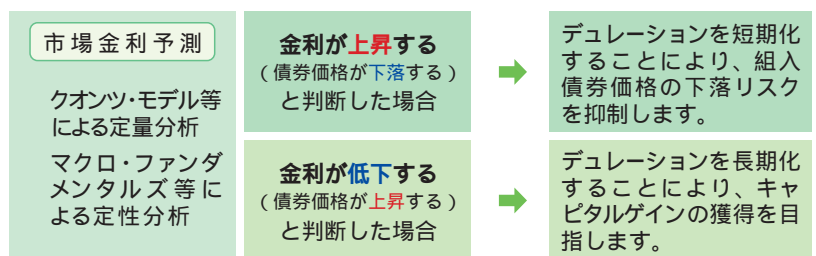 市場金利予測
クオンツ・モデル等
による定量分析
マクロ・ファンダ
メンタルズ等に
よる定性分析
金利が上昇する
（債券価格が下落する）
と判断した場合
デュレーションを短期化
することにより、組入
債券価格の下落リスク
を抑制します。
金利が低下する
（債券価格が上昇する）
と判断した場合
デュレーションを長期化
することにより、キャ
ピタルゲインの獲得を目
指します。